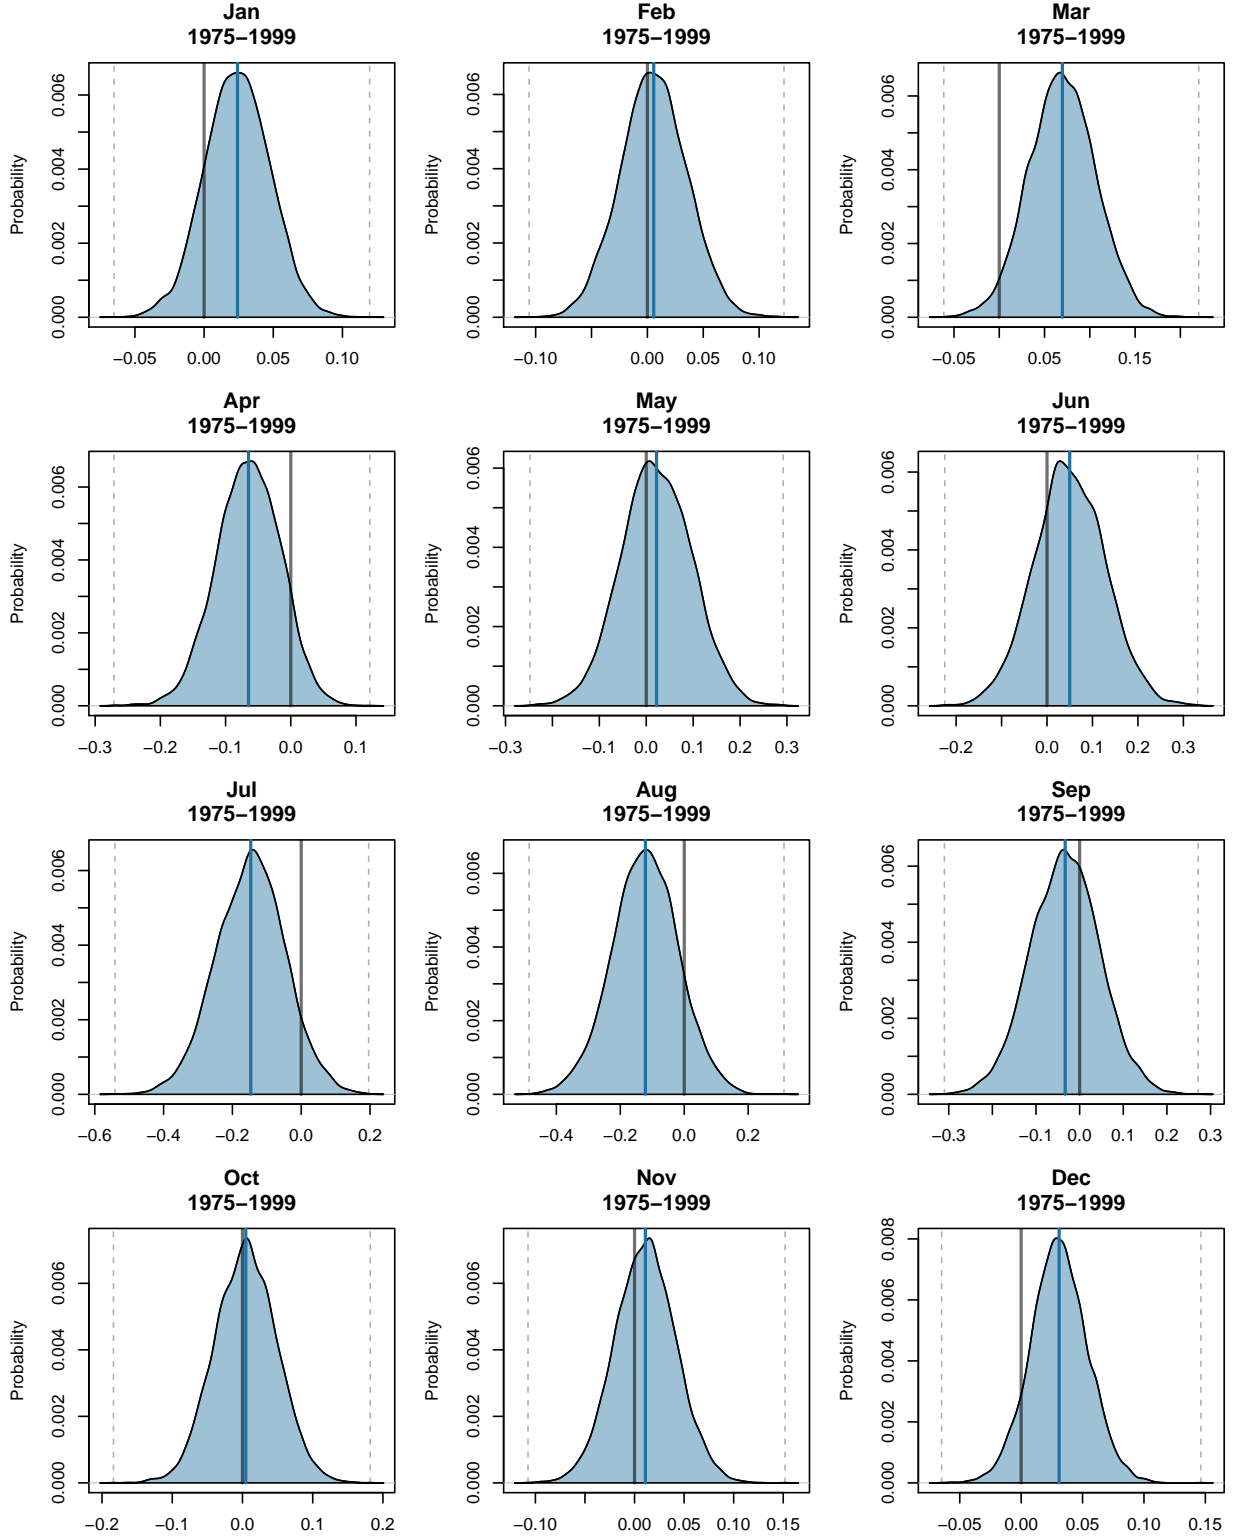 Jan
1975−1999
Feb
1975−1999
Mar
1975−1999
Probability
0.000 0.002 0.004 0.006
−0.05 0.00 0.05 0.10
Probability
0.000 0.002 0.004 0.006
−0.10 0.00 0.05 0.10
Probability
0.000 0.002 0.004 0.006
−0.05 0.05 0.15
Apr
1975−1999
May
1975−1999
Jun
1975−1999
Probability
0.000 0.002 0.004 0.006
−0.3 −0.2 −0.1 0.0 0.1
Probability
0.000 0.002 0.004 0.006
−0.3 −0.1 0.0 0.1 0.2 0.3
Probability
0.000 0.002 0.004 0.006
−0.2 0.0 0.1 0.2 0.3
Jul
1975−1999
Aug
1975−1999
Sep
1975−1999
Probability
0.000 0.002 0.004 0.006
−0.6 −0.4 −0.2 0.0 0.2
Probability
0.000 0.002 0.004 0.006
−0.4 −0.2 0.0 0.2
Probability
0.000 0.002 0.004 0.006
−0.3 −0.1 0.0 0.1 0.2 0.3
Oct
1975−1999
Nov
1975−1999
Dec
1975−1999
Probability
0.000 0.002 0.004 0.006
−0.2 −0.1 0.0 0.1 0.2
Probability
0.000 0.002 0.004 0.006
−0.10 0.00 0.05 0.10 0.15
Probability
0.000 0.002 0.004 0.006 0.008
−0.05 0.00 0.05 0.10 0.15